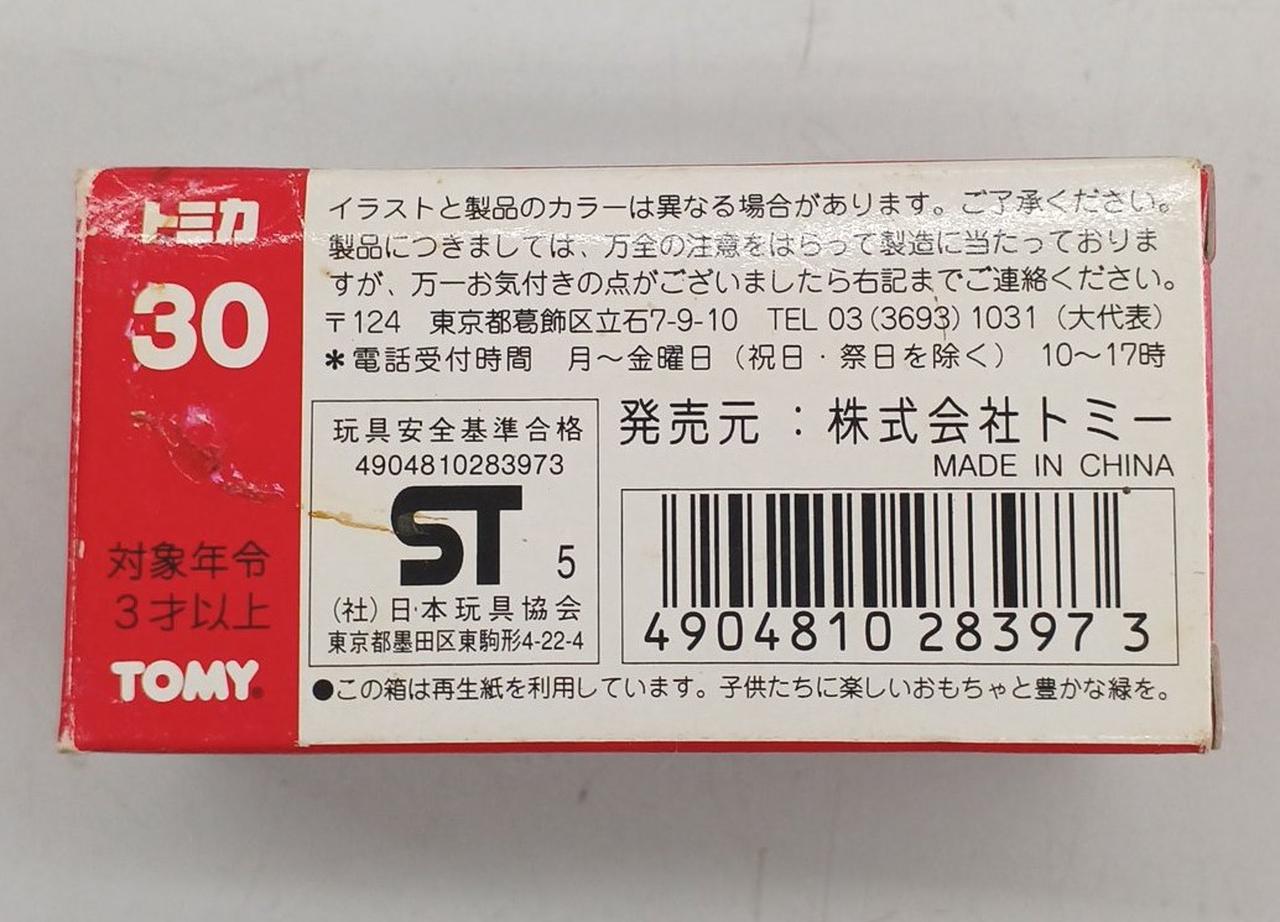 トミカ
30
対象年令
3才以上
TOMY
イラストと製品のカラーは異なる場合があります。ご了承ください。
製品につきましては、万全の注意をはらって製造に当たっておりま
すが、万一お気付きの点がございましたら右記までご連絡ください。
〒124 東京都葛飾区立石7-9-10 TEL 03(3693)1031（大代表）
＊電話受付時間 月〜金曜日（祝日・祭日を除く） 10〜17時
玩具安全基準合格
4904810283973
ST 5
（社）日本玩具協会
東京都墨田区東駒形4-22-4
発売元：株式会社トミー
MADE IN CHINA
4904810 283973
●この箱は再生紙を利用しています。子供たちに楽しいおもちゃと豊かな緑を。